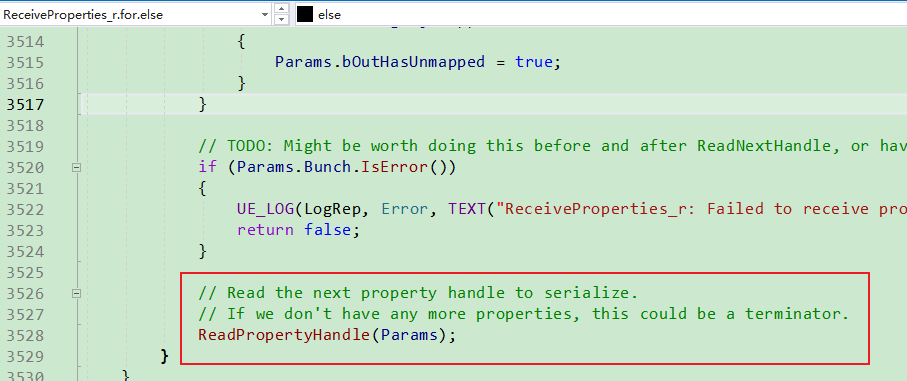 ReceiveProperties_r.for.else else
3514 {
3515 Params.bOutHasUnmapped = true;
3516 }
3517 }
3518
3519 // TODO: Might be worth doing this before and after ReadNextHandle, or hav
3520 if (Params.Bunch.IsError())
3521 {
3522 UE_LOG(LogRep, Error, TEXT("ReceiveProperties_r: Failed to receive pro
3523 return false;
3524 }
3525
3526 // Read the next property handle to serialize.
3527 // If we don't have any more properties, this could be a terminator.
3528 ReadPropertyHandle(Params);
3529 }
3530 }